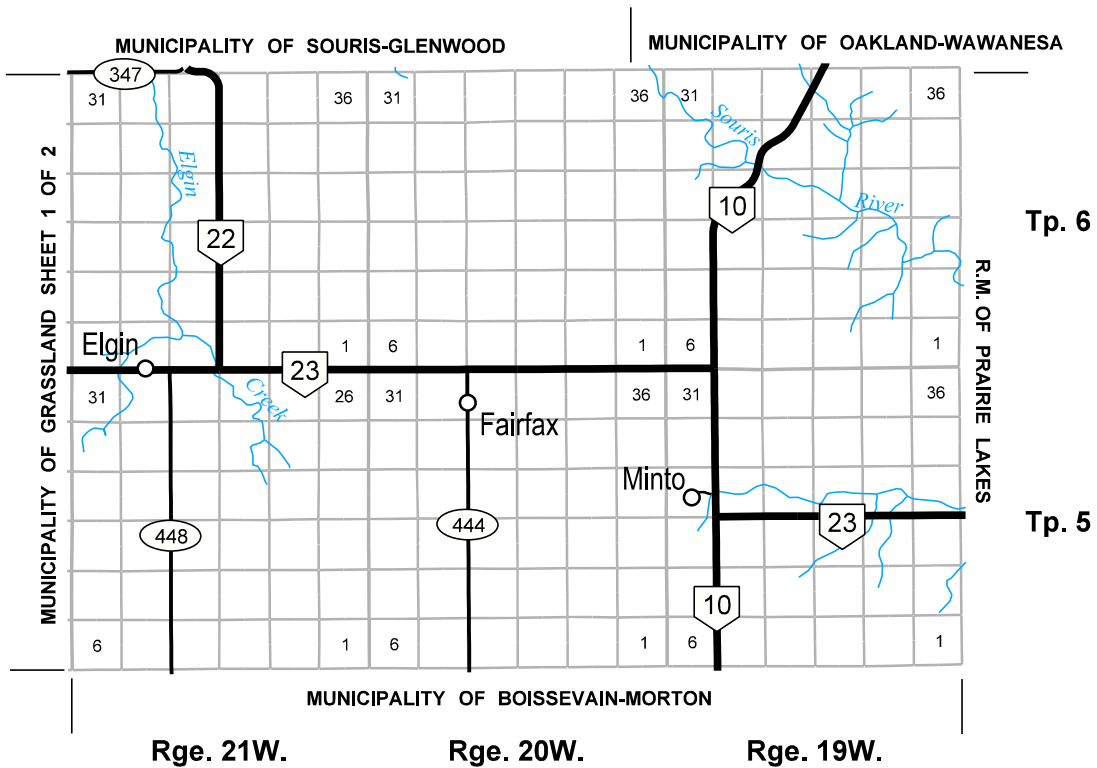 MUNICIPALITY OF SOURIS-GLENWOOD
MUNICIPALITY OF OAKLAND-WAWANESA
347
31 36 31 36 31 36
Souris
Elgin
River
10
22
Tp. 6
MUNICIPALITY OF GRASSLAND SHEET 1 OF 2
R.M. OF PRAIRIE LAKES
Elgin
1 6 1 6 1
23
Creek
31 26 31 36 31 36
Fairfax
Minto
448
444
23
Tp. 5
10
6 1 6 1 6 1
MUNICIPALITY OF BOISSEVAIN-MORTON
Rge. 21W. Rge. 20W. Rge. 19W.